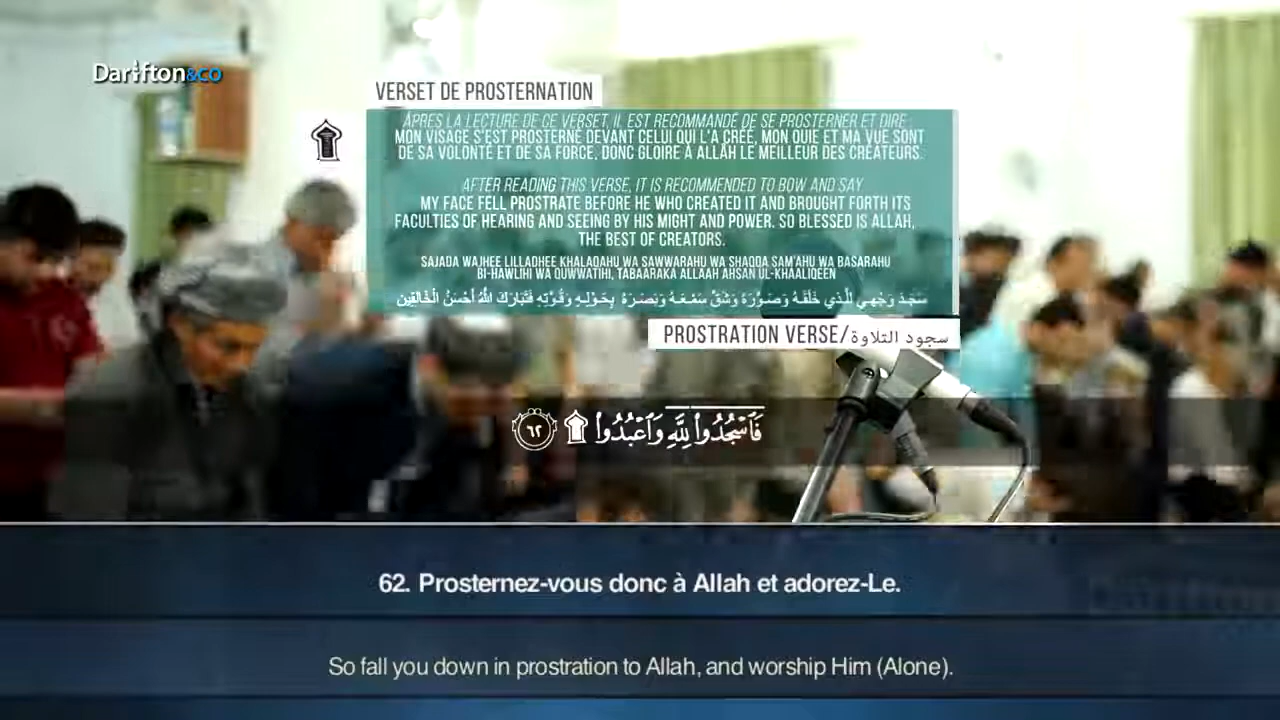 Darifton&co
VERSET DE PROSTERNATION
APRÈS LA LECTURE DE CE VERSET, IL EST RECOMMANDÉ DE SE PROSTERNER ET DIRE :
MON VISAGE S'EST PROSTERNÉ DEVANT CELUI QUI L'A CRÉÉ, MON OUIE ET MA VUE SONT
DE SA VOLONTÉ ET DE SA FORCE, DONC GLOIRE À ALLÂH LE MEILLEUR DES CRÉATEURS.
AFTER READING THIS VERSE, IT IS RECOMMENDED TO BOW AND SAY
MY FACE FELL PROSTRATE BEFORE HE WHO CREATED IT AND BROUGHT FORTH ITS
FACULTIES OF HEARING AND SEEING BY HIS MIGHT AND POWER. SO BLESSED IS ALLAH,
THE BEST OF CREATORS.
SAJADA WAJHEE LILLADHEE KHALAQAHU WA SAWWARAHU WA SHAQQA SAM'AHU WA BASARAHU
BI-HAWLIHI WA QUWWATIHI, TABAARAKA ALLAAH AHSAN UL-KHAALIQEEN
سَجَدَ وَجْهِي لِلَّذِي خَلَقَهُ وَصَوَّرَهُ وَشَقَّ سَمْعَهُ وَبَصَرَهُ بِحَوْلِهِ وَقُوَّتِهِ فَتَبَارَكَ اللهُ أَحْسَنُ الْخَالِقِينَ
PROSTRATION VERSE/سجود التلاوة
فَٱسْجُدُوا۟ لِلَّهِ وَٱعْبُدُوا۟ ۩ ٦٢
62. Prosternez-vous donc à Allah et adorez-Le.
So fall you down in prostration to Allah, and worship Him (Alone).